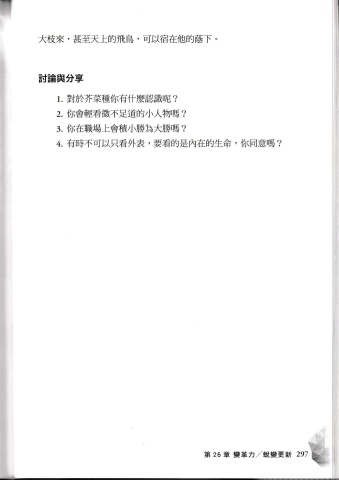 大枝來，甚至天上的飛鳥，可以宿在他的蔭下。
討論與分享
1. 對於芥菜種你有什麼認識呢？
2. 你會輕看微不足道的小人物嗎？
3. 你在職場上會積小勝為大勝嗎？
4. 有時不可以只看外表，要看的是內在的生命，你同意嗎？
第 26 章 變革力／蛻變更新 297